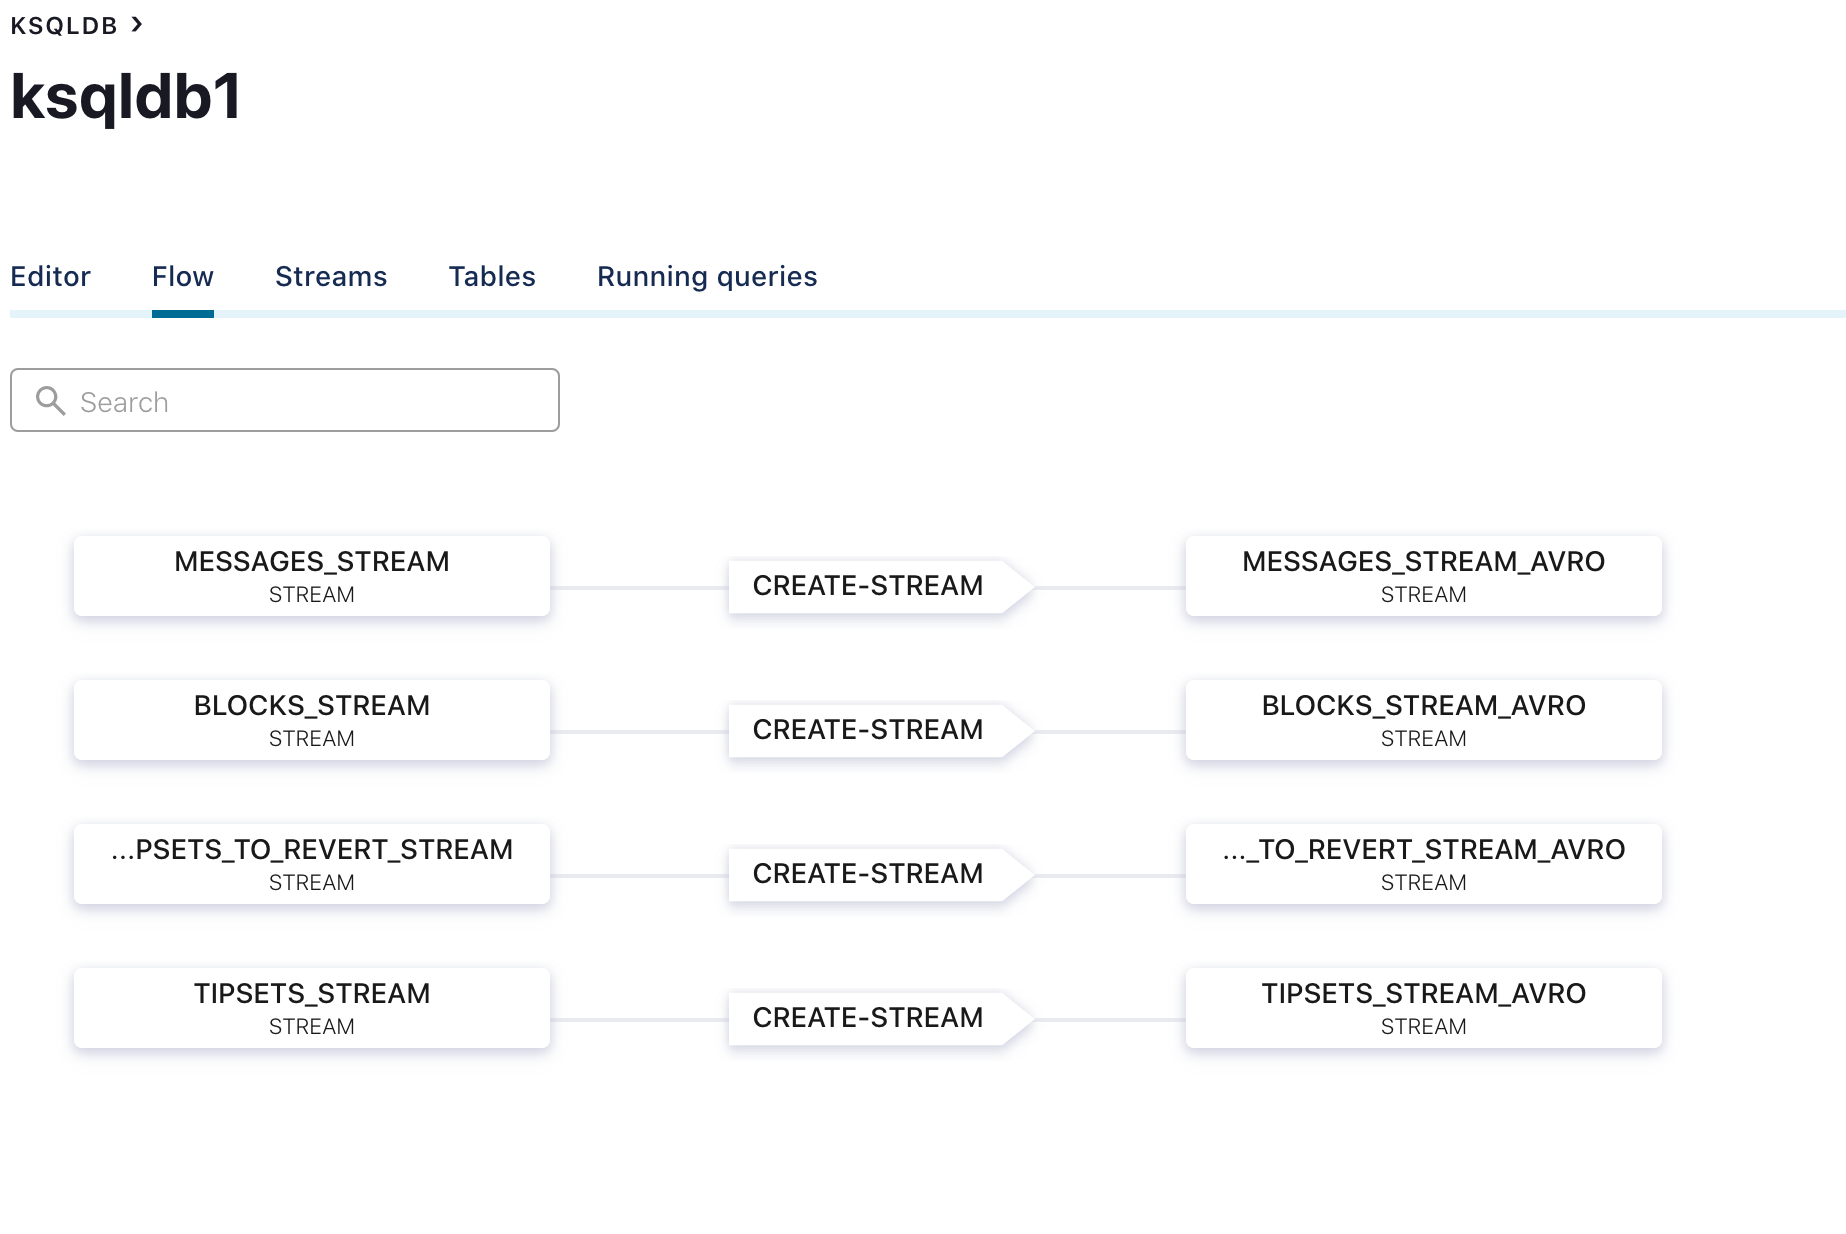 KSQLDB >
ksqldb1
Editor Flow Streams Tables Running queries
Search
MESSAGES_STREAM
STREAM
CREATE-STREAM
MESSAGES_STREAM_AVRO
STREAM
BLOCKS_STREAM
STREAM
CREATE-STREAM
BLOCKS_STREAM_AVRO
STREAM
...PSETS_TO_REVERT_STREAM
STREAM
CREATE-STREAM
..._TO_REVERT_STREAM_AVRO
STREAM
TIPSETS_STREAM
STREAM
CREATE-STREAM
TIPSETS_STREAM_AVRO
STREAM